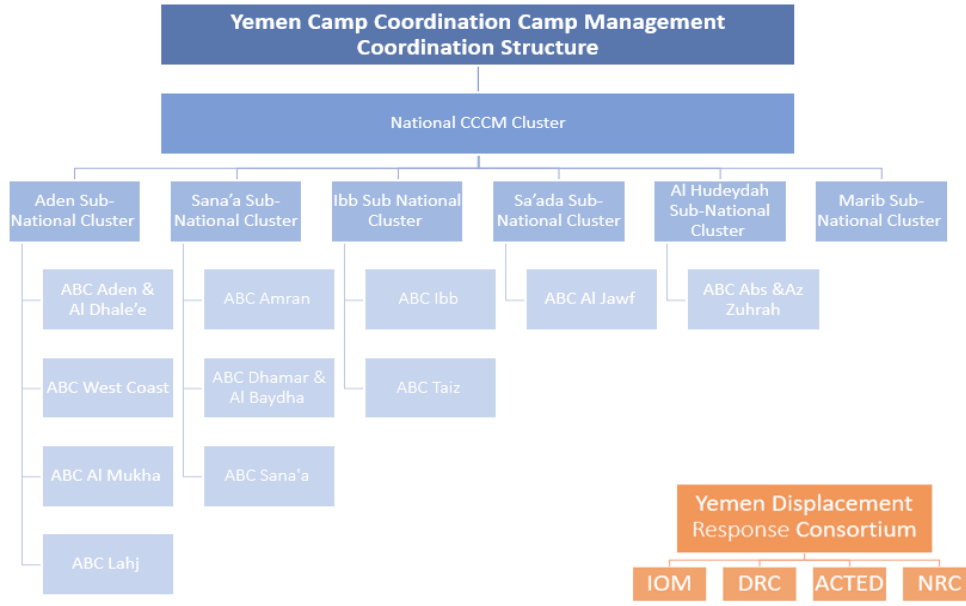 Yemen Camp Coordination Camp Management
Coordination Structure
National CCCM Cluster
Aden Sub-
National Cluster
Sana’a Sub-
National Cluster
Ibb Sub National
Cluster
Sa’ada Sub-
National Cluster
Al Hudeydah
Sub-National
Cluster
Marib Sub-
National Cluster
ABC Aden &
Al Dhale’e
ABC West Coast
ABC Al Mukha
ABC Lahj
ABC Amran
ABC Dhamar &
Al Baydha
ABC Sana'a
ABC Ibb
ABC Taiz
ABC Al Jawf
ABC Abs &Az
Zuhrah
Yemen Displacement
Response Consortium
IOM
DRC
ACTED
NRC